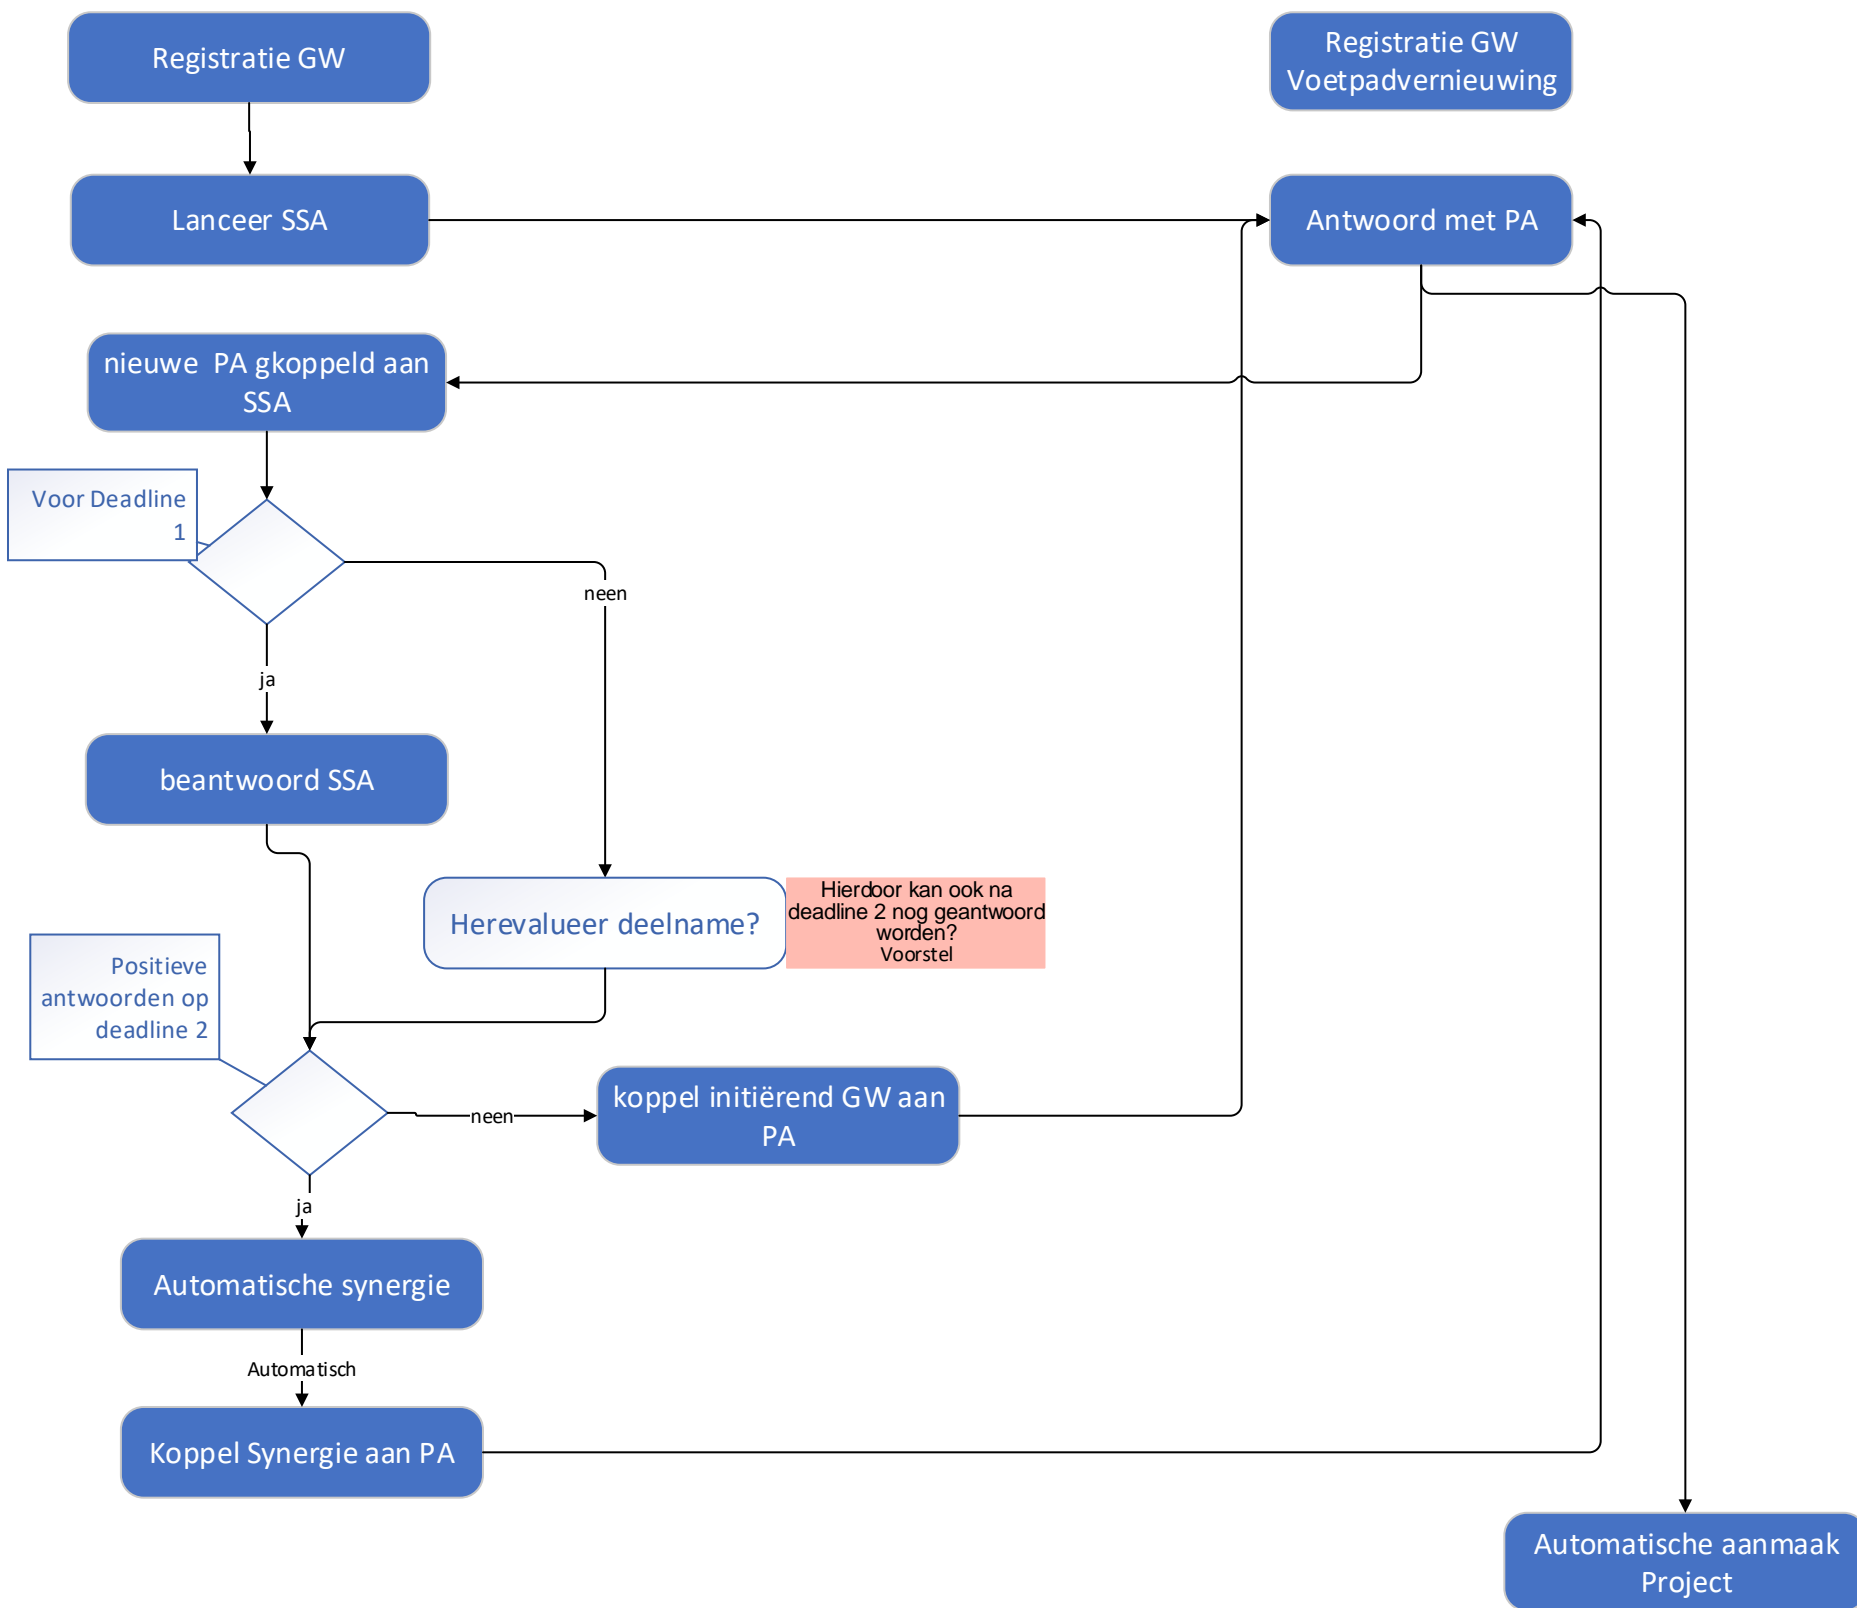 Registratie GW
Registratie GW
Voetpadvernieuwing
Lanceer SSA
Antwoord met PA
nieuwe  PA gkoppeld aan
SSA
Voor Deadline
1
neen
ja
beantwoord SSA
Herevalueer deelname?
Hierdoor kan ook na
deadline 2 nog geantwoord
worden?
Voorstel
Positieve
antwoorden op
deadline 2
koppel initiërend GW aan
PA
neen
ja
Automatische synergie
Automatisch
Koppel Synergie aan PA
Automatische aanmaak
Project